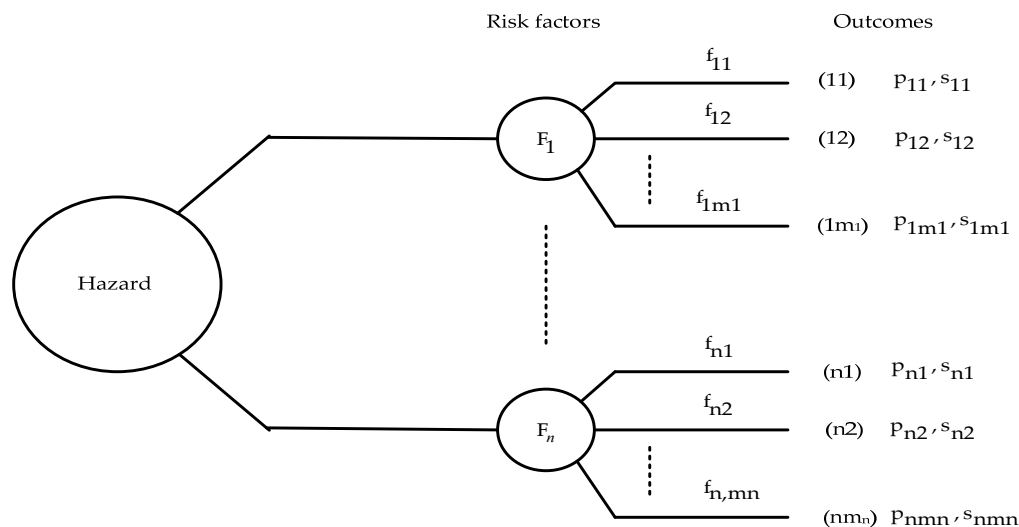 Risk factors Outcomes
f11 (11) p11, s11
f12 (12) p12, s12
F1
f1m1 (1m1) p1m1, s1m1
Hazard
fn1 (n1) pn1, sn1
fn2 (n2) pn2, sn2
Fn
fn,mn (nmn) pnmn, snmn